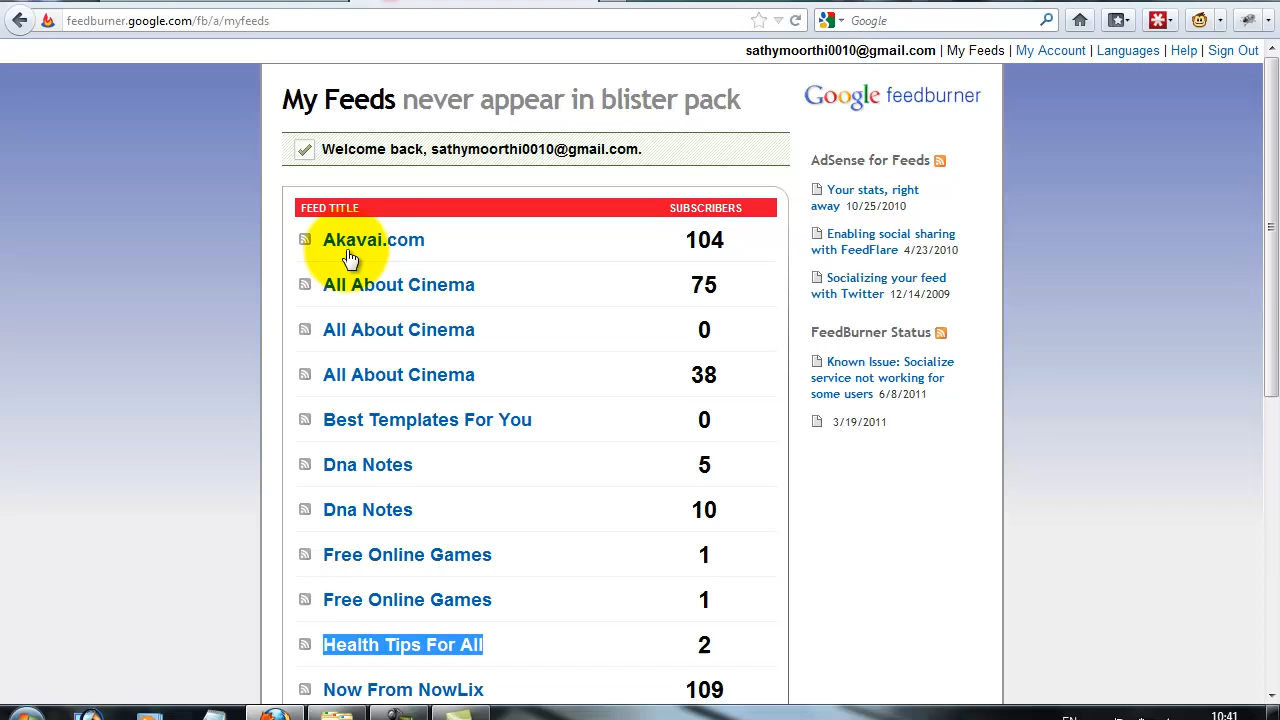 feedburner.google.com/fb/a/myfeeds
Google
sathymoorthi0010@gmail.com | My Feeds | My Account | Languages | Help | Sign Out
My Feeds never appear in blister pack
Google feedburner
Welcome back, sathymoorthi0010@gmail.com.
FEED TITLE SUBSCRIBERS
Akavai.com 104
All About Cinema 75
All About Cinema 0
All About Cinema 38
Best Templates For You 0
Dna Notes 5
Dna Notes 10
Free Online Games 1
Free Online Games 1
Health Tips For All 2
Now From NowLix 109
AdSense for Feeds
Your stats, right
away 10/25/2010
Enabling social sharing
with FeedFlare 4/23/2010
Socializing your feed
with Twitter 12/14/2009
FeedBurner Status
Known Issue: Socialize
service not working for
some users 6/8/2011
3/19/2011
EN
10:41